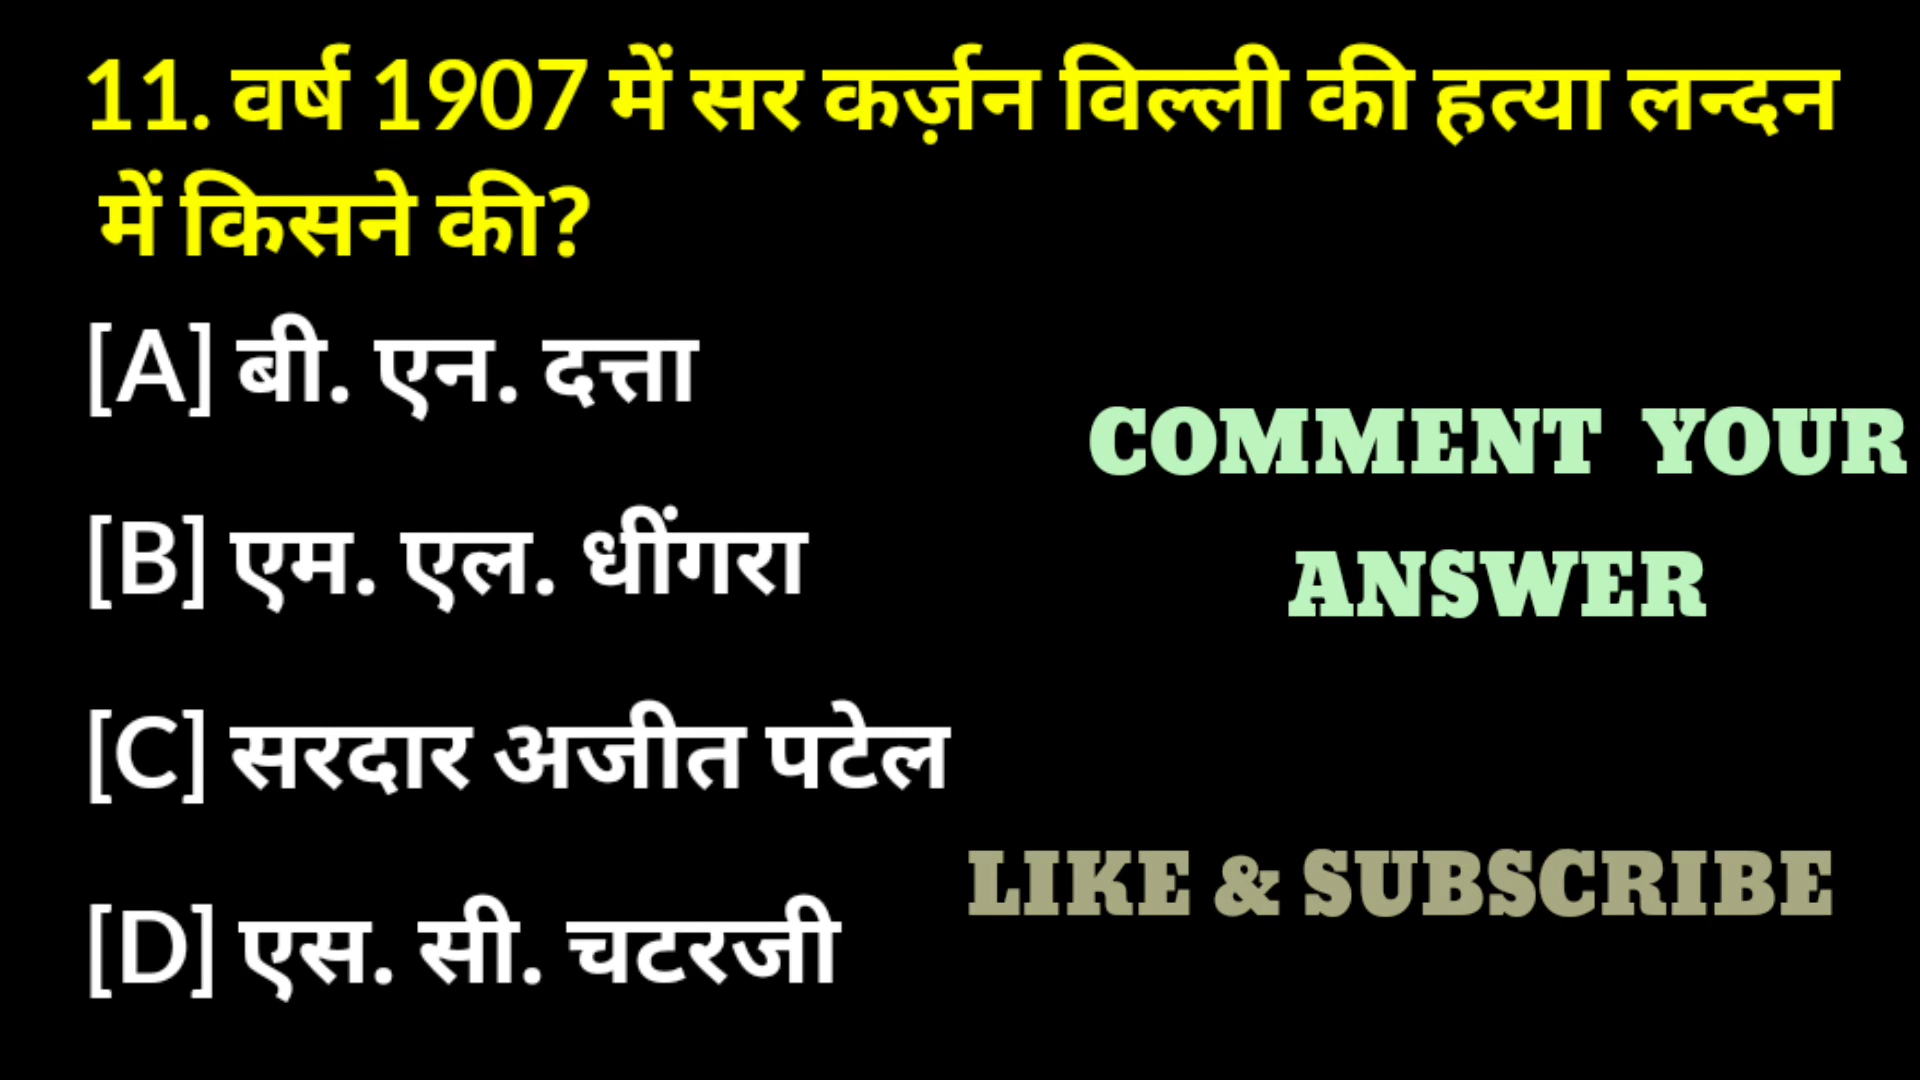 11. वर्ष 1907 में सर कर्ज़न विल्ली की हत्या लन्दन
में किसने की?
[A] बी. एन. दत्ता
[B] एम. एल. धींगरा
[C] सरदार अजीत पटेल
[D] एस. सी. चटरजी
COMMENT YOUR
ANSWER
LIKE & SUBSCRIBE